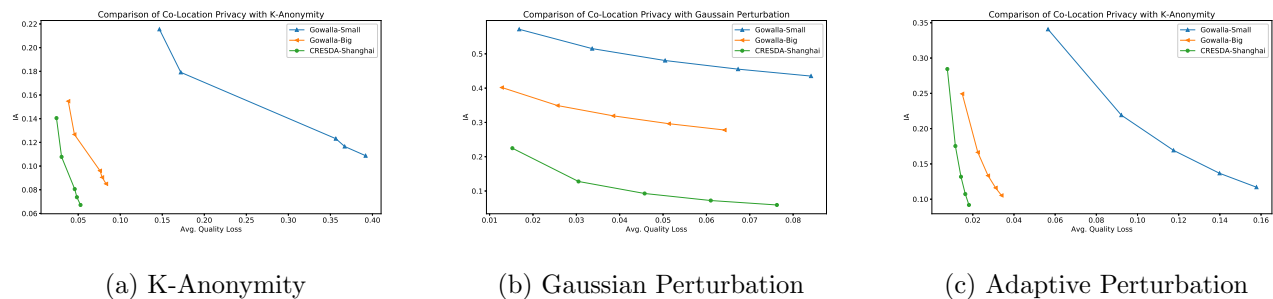 Comparison of Co-Location Privacy with K-Anonymity
Gowalla-Small
Gowalla-Big
CRESDA-Shanghai
0.22
0.20
0.18
0.16
0.14
0.12
0.10
0.08
0.06
IA
0.05 0.10 0.15 0.20 0.25 0.30 0.35 0.40
Avg. Quality Loss
(a) K-Anonymity
Comparison of Co-Location Privacy with Gaussian Perturbation
Gowalla-Small
Gowalla-Big
CRESDA-Shanghai
0.5
0.4
0.3
0.2
0.1
IA
0.01 0.02 0.03 0.04 0.05 0.06 0.07 0.08
Avg. Quality Loss
(b) Gaussian Perturbation
Comparison of Co-Location Privacy with K-Anonymity
Gowalla-Small
Gowalla-Big
CRESDA-Shanghai
0.35
0.30
0.25
0.20
0.15
0.10
IA
0.02 0.04 0.06 0.08 0.10 0.12 0.14 0.16
Avg. Quality Loss
(c) Adaptive Perturbation